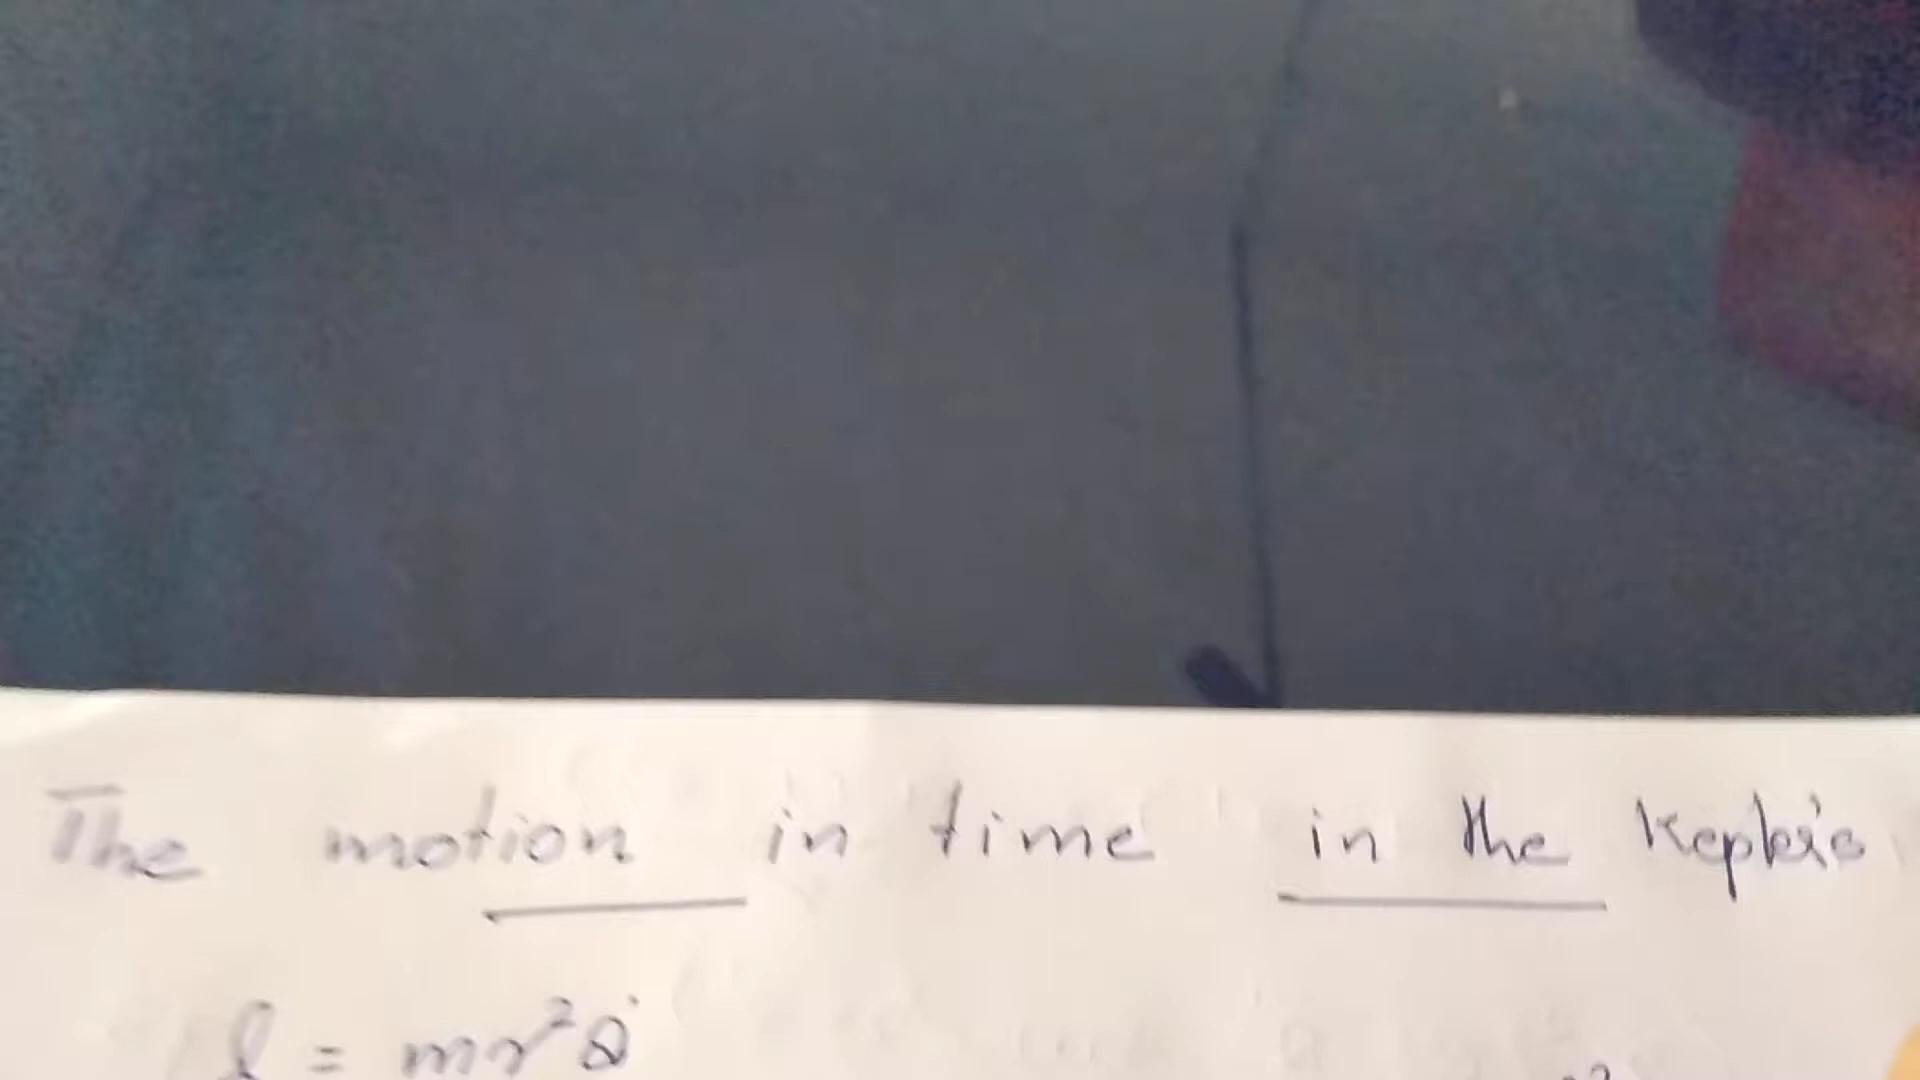 The motion in time in the Kepler's
l = mr²θ̇